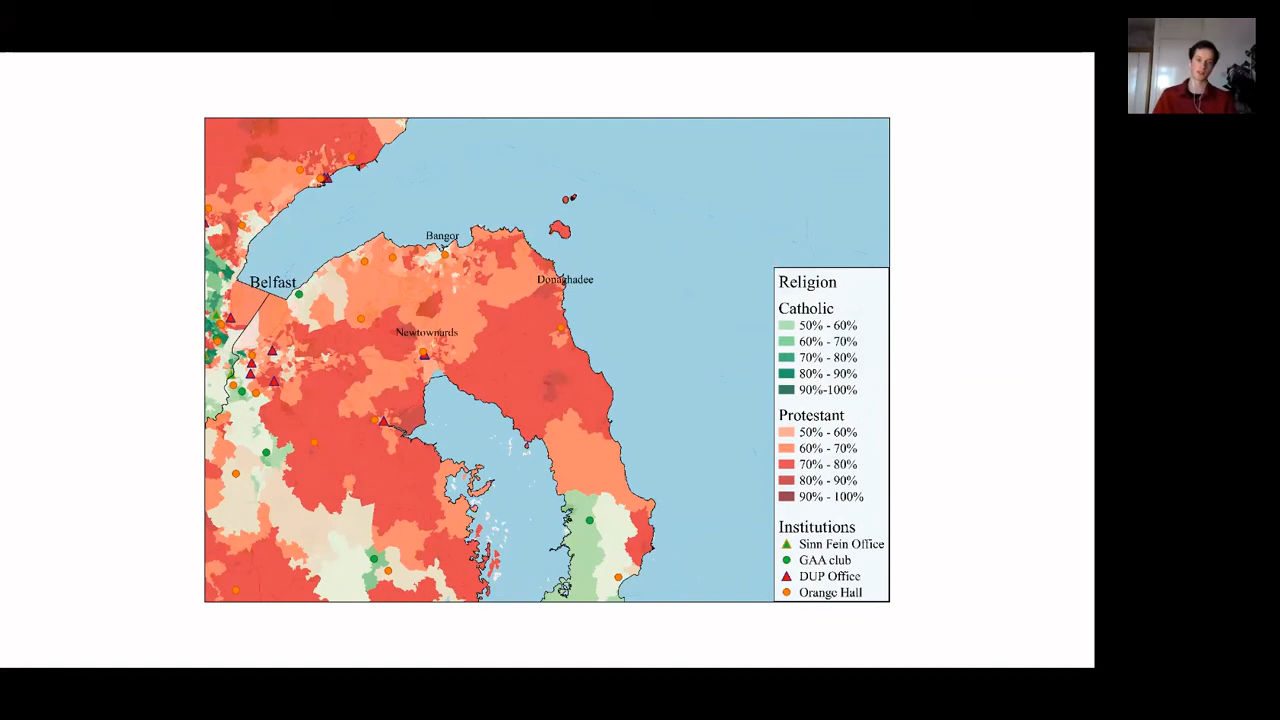 Bangor
Belfast
Donaghadee
Newtownards
Religion
Catholic
50% - 60%
60% - 70%
70% - 80%
80% - 90%
90%-100%
Protestant
50% - 60%
60% - 70%
70% - 80%
80% - 90%
90% - 100%
Institutions
Sinn Fein Office
GAA club
DUP Office
Orange Hall